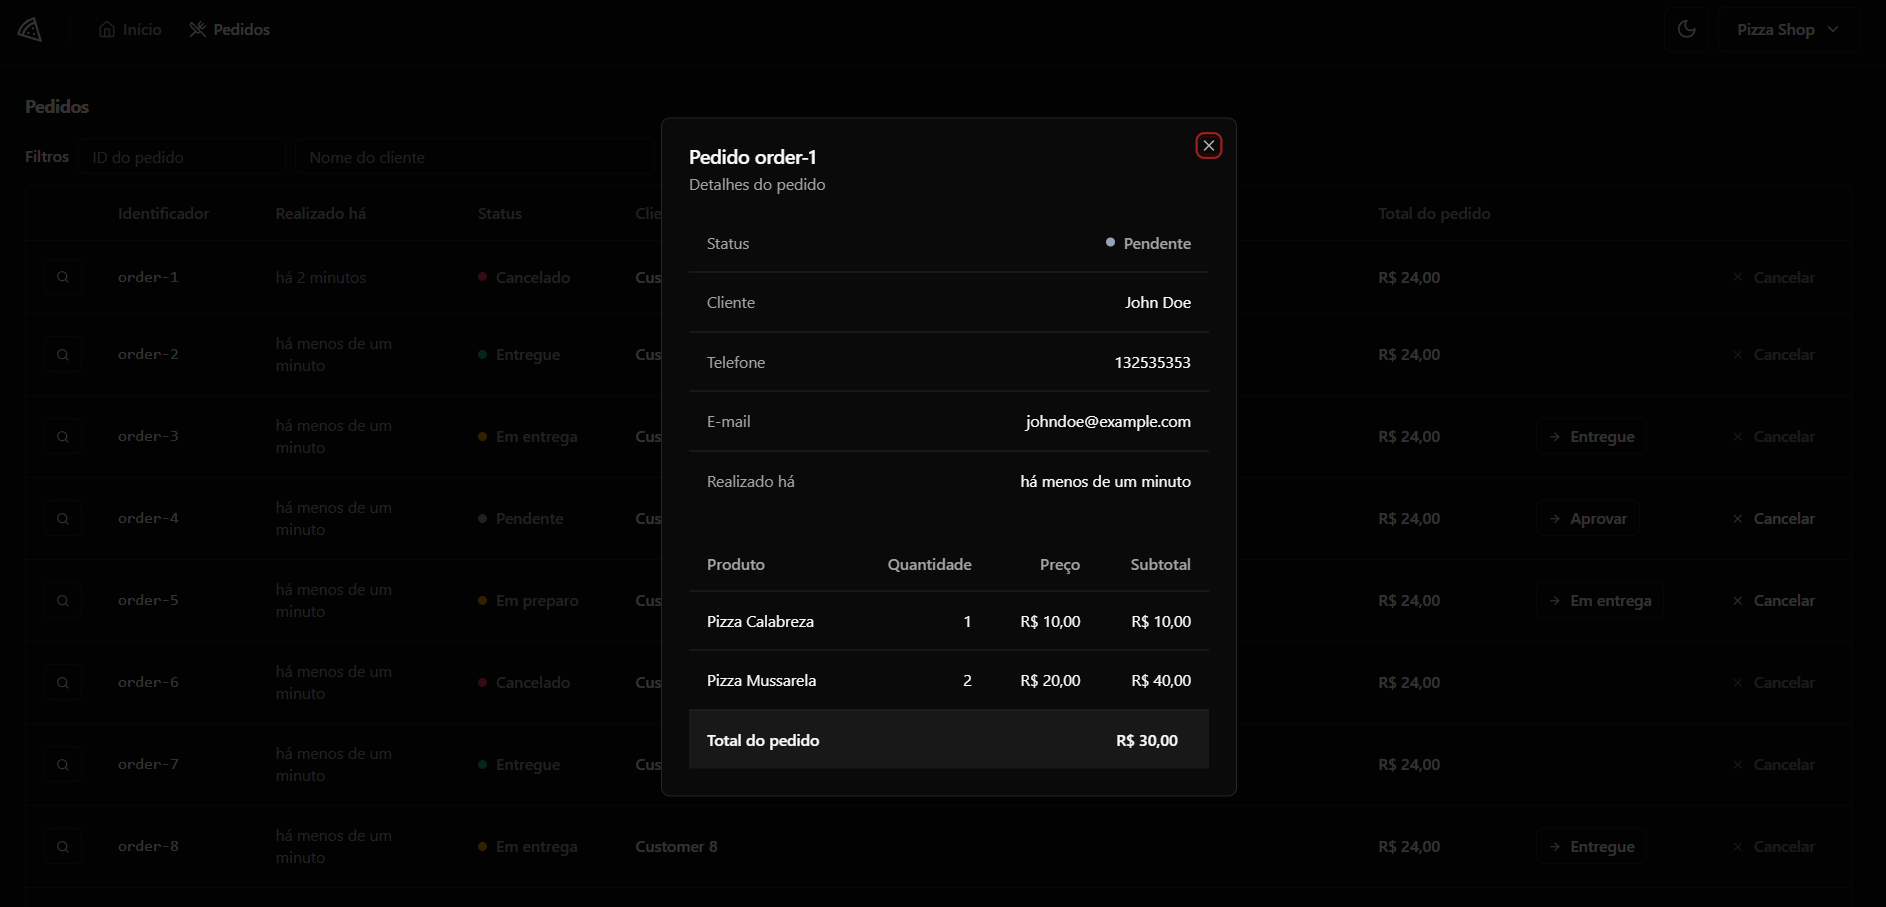 Início Pedidos Pizza Shop
Pedidos
Filtros ID do pedido Nome do cliente
Identificador Realizado há Status Clie Total do pedido
order-1 há 2 minutos Cancelado Cus R$ 24,00 Cancelar
order-2 há menos de um minuto Entregue Cus R$ 24,00 Cancelar
order-3 há menos de um minuto Em entrega Cus R$ 24,00 Entregue Cancelar
order-4 há menos de um minuto Pendente Cus R$ 24,00 Aprovar Cancelar
order-5 há menos de um minuto Em preparo Cus R$ 24,00 Em entrega Cancelar
order-6 há menos de um minuto Cancelado Cus R$ 24,00 Cancelar
order-7 há menos de um minuto Entregue Cus R$ 24,00 Cancelar
order-8 há menos de um minuto Em entrega Customer 8 R$ 24,00 Entregue Cancelar
Pedido order-1
Detalhes do pedido
Status Pendente
Cliente John Doe
Telefone 132535353
E-mail johndoe@example.com
Realizado há há menos de um minuto
Produto Quantidade Preço Subtotal
Pizza Calabreza 1 R$ 10,00 R$ 10,00
Pizza Mussarela 2 R$ 20,00 R$ 40,00
Total do pedido R$ 30,00